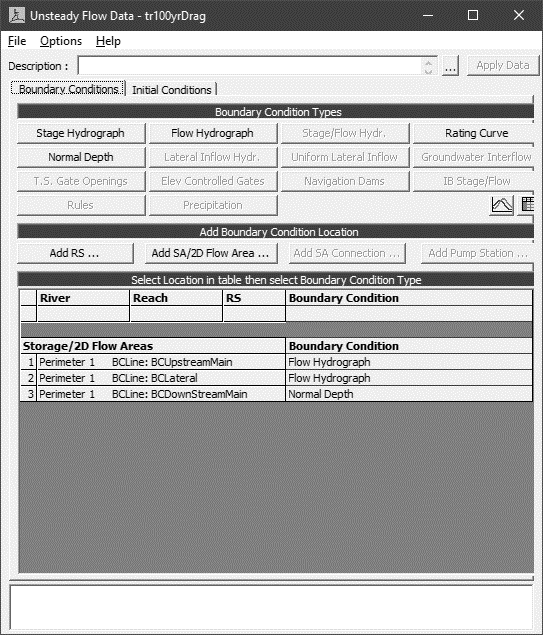 Unsteady Flow Data - tr100yrDrag
File Options Help
Description : ... Apply Data
Boundary Conditions Initial Conditions
Boundary Condition Types
Stage Hydrograph Flow Hydrograph Stage/Flow Hydr. Rating Curve
Normal Depth Lateral Inflow Hydr. Uniform Lateral Inflow Groundwater Interflow
T.S. Gate Openings Elev Controlled Gates Navigation Dams IB Stage/Flow
Rules Precipitation
Add Boundary Condition Location
Add RS ... Add SA/2D Flow Area ... Add SA Connection ... Add Pump Station ...
Select Location in table then select Boundary Condition Type
River Reach RS Boundary Condition
Storage/2D Flow Areas Boundary Condition
1 Perimeter 1 BCLine: BCUpstreamMain Flow Hydrograph
2 Perimeter 1 BCLine: BCLateral Flow Hydrograph
3 Perimeter 1 BCLine: BCDownStreamMain Normal Depth